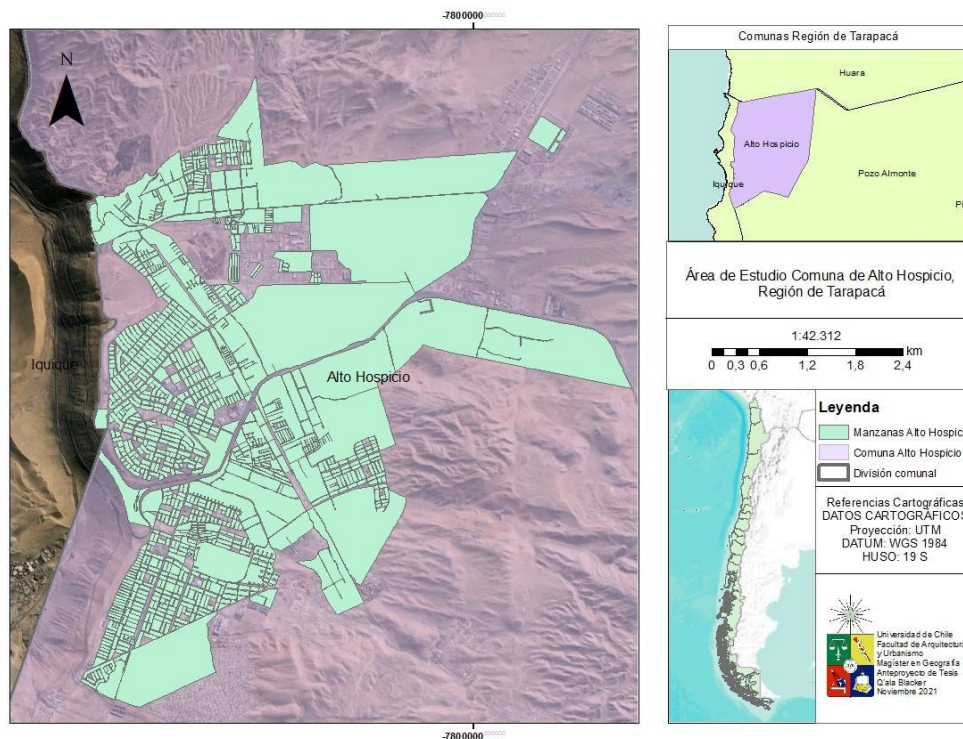 -7800000
N
Iquique
Alto Hospicio
-7800000
Comunas Región de Tarapacá
Huara
Alto Hospicio
Iquique
Pozo Almonte
Pi
Área de Estudio Comuna de Alto Hospicio,
Región de Tarapacá
1:42.312
km
0 0,3 0,6 1,2 1,8 2,4
Leyenda
Manzanas Alto Hospic
Comuna Alto Hospicio
División comunal
Referencias Cartográficas
DATOS CARTOGRÁFICOS
Proyección: UTM
DATUM: WGS 1984
HUSO: 19 S
Universidad de Chile
Facultad de Arquitectura
y Urbanismo
Magíster en Geografía
Anteproyecto de Tesis
Q'ala Blacker
Noviembre 2021